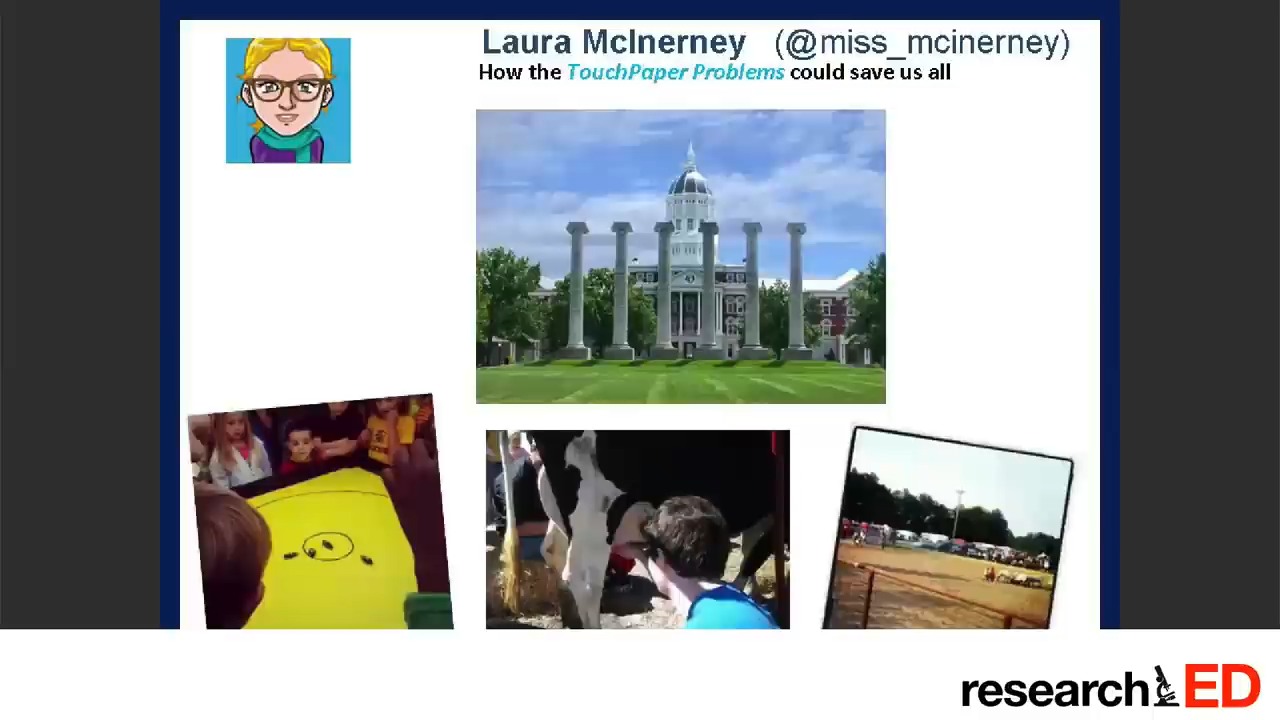 Laura McInerney (@miss_mcinerney)
How the TouchPaper Problems could save us all
researchED